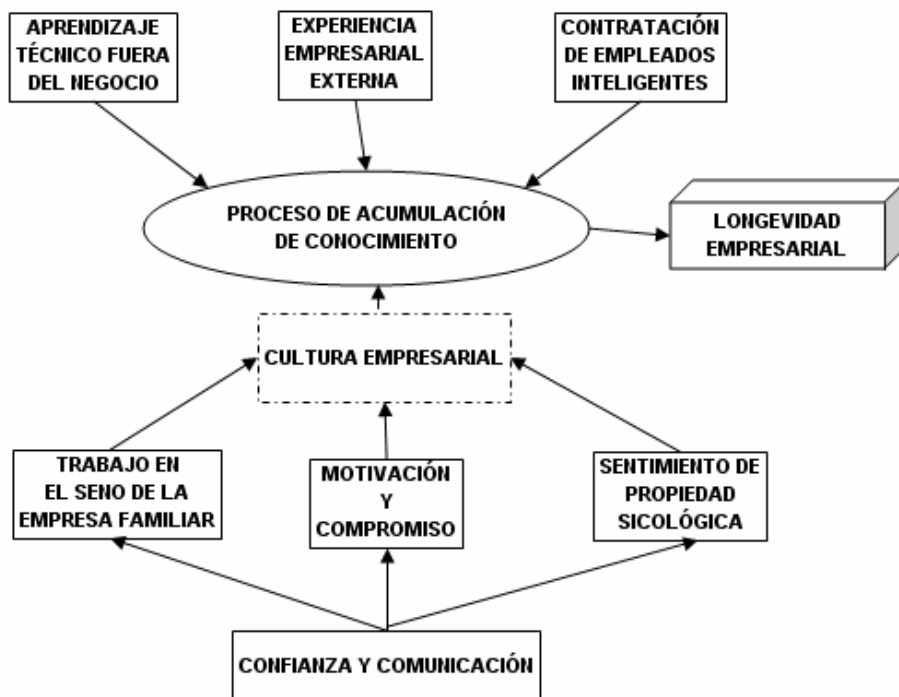 APRENDIZAJE
TÉCNICO FUERA
DEL NEGOCIO
EXPERIENCIA
EMPRESARIAL
EXTERNA
CONTRATACIÓN
DE EMPLEADOS
INTELIGENTES
PROCESO DE ACUMULACIÓN
DE CONOCIMIENTO
LONGEVIDAD
EMPRESARIAL
CULTURA EMPRESARIAL
TRABAJO EN
EL SENO DE LA
EMPRESA FAMILIAR
MOTIVACIÓN
Y
COMPROMISO
SENTIMIENTO DE
PROPIEDAD
SICOLÓGICA
CONFIANZA Y COMUNICACIÓN